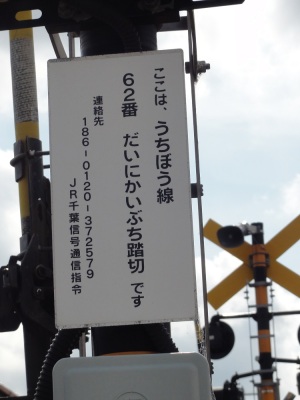 ここは、うちぼう線
62番 だいにかいぶち踏切 です
連絡先
186-0120-372579
JR千葉信号通信指令